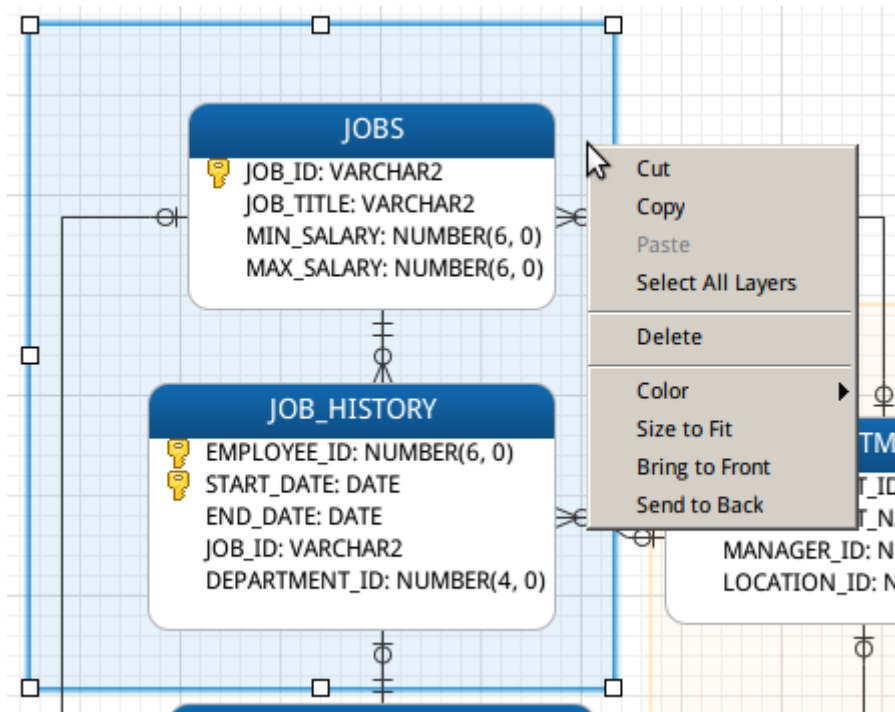 JOBS
JOB_ID: VARCHAR2
JOB_TITLE: VARCHAR2
MIN_SALARY: NUMBER(6, 0)
MAX_SALARY: NUMBER(6, 0)
JOB_HISTORY
EMPLOYEE_ID: NUMBER(6, 0)
START_DATE: DATE
END_DATE: DATE
JOB_ID: VARCHAR2
DEPARTMENT_ID: NUMBER(4, 0)
Cut
Copy
Paste
Select All Layers
Delete
Color
Size to Fit
Bring to Front
Send to Back
MANAGER_ID: N
LOCATION_ID: N